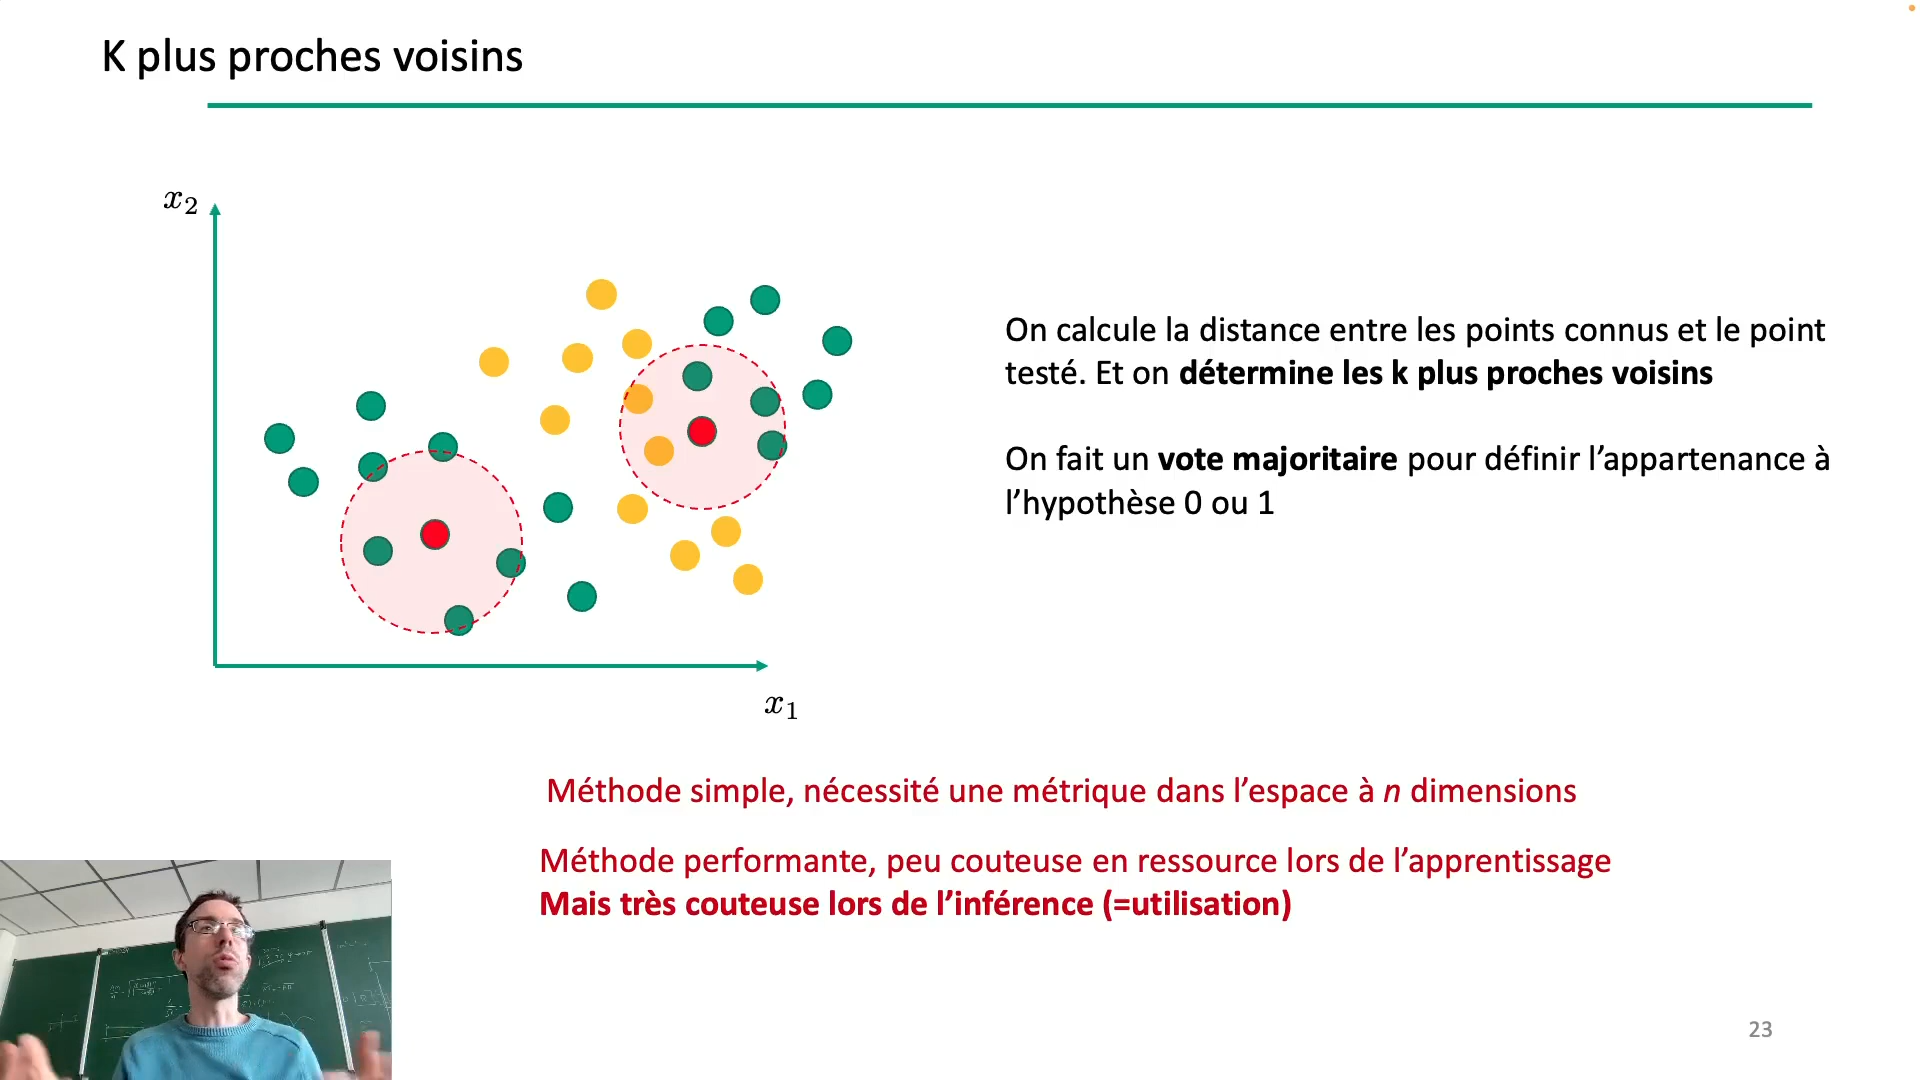 K plus proches voisins
x2
On calcule la distance entre les points connus et le point
testé. Et on détermine les k plus proches voisins
On fait un vote majoritaire pour définir l’appartenance à
l’hypothèse 0 ou 1
x1
Méthode simple, nécessité une métrique dans l’espace à n dimensions
Méthode performante, peu couteuse en ressource lors de l’apprentissage
Mais très couteuse lors de l’inférence (=utilisation)
23